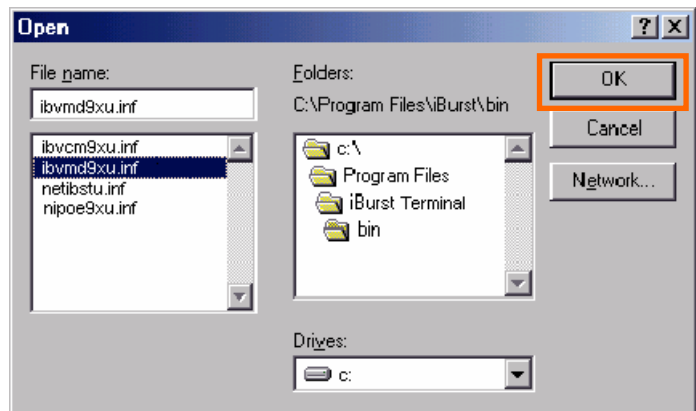 Open
File name:
ibvmd9xu.inf
ibvcm9xu.inf
ibvmd9xu.inf
netibstu.inf
nipoe9xu.inf
Folders:
C:\Program Files\iBurst\bin
c:\
Program Files
iBurst Terminal
bin
Drives:
c:
OK
Cancel
Network...